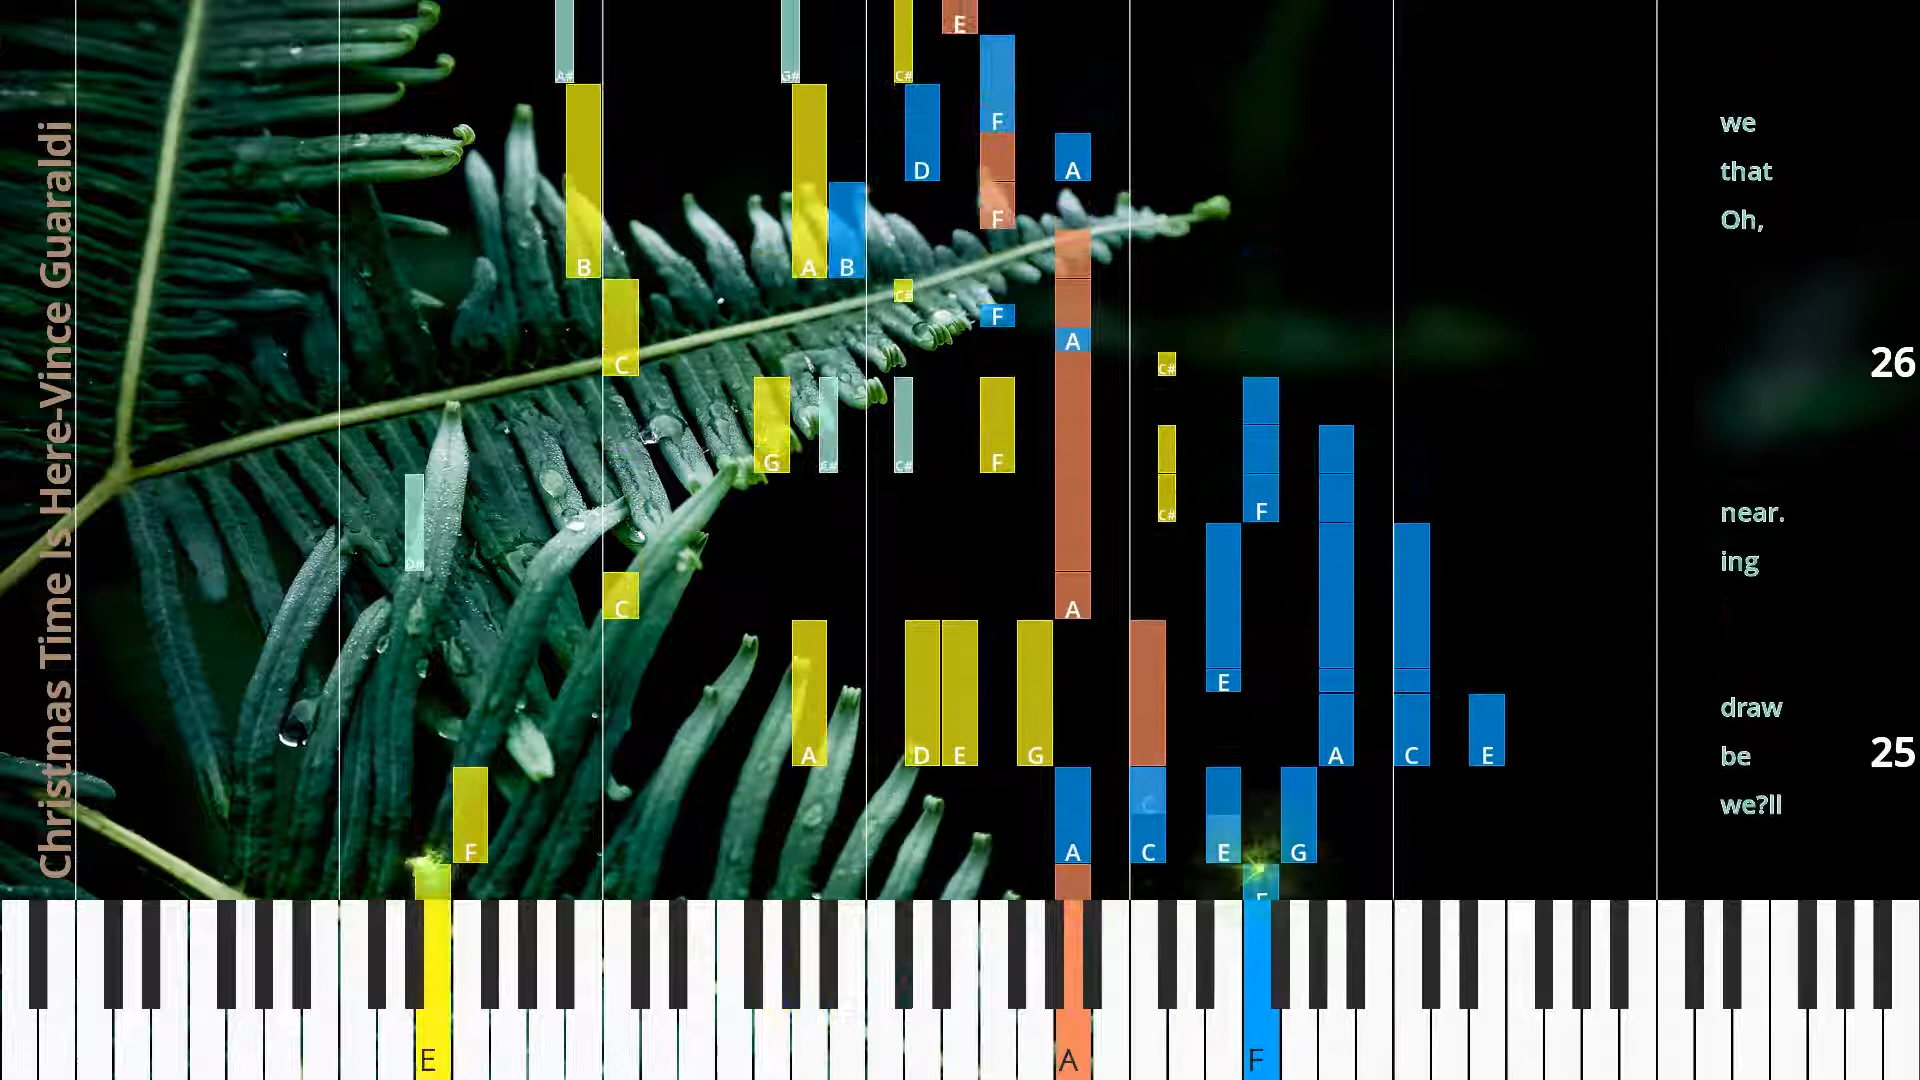 Christmas Time Is Here-Vince Guaraldi
A# G# C# E
F
D A
we
that
F
Oh,
B A B
C#
F
A
C C#
26
G C# C# F
F C#
near.
D#
ing
C A
E
draw
A D E G A C E
be
25
we?ll
F A C E G
C
E A F